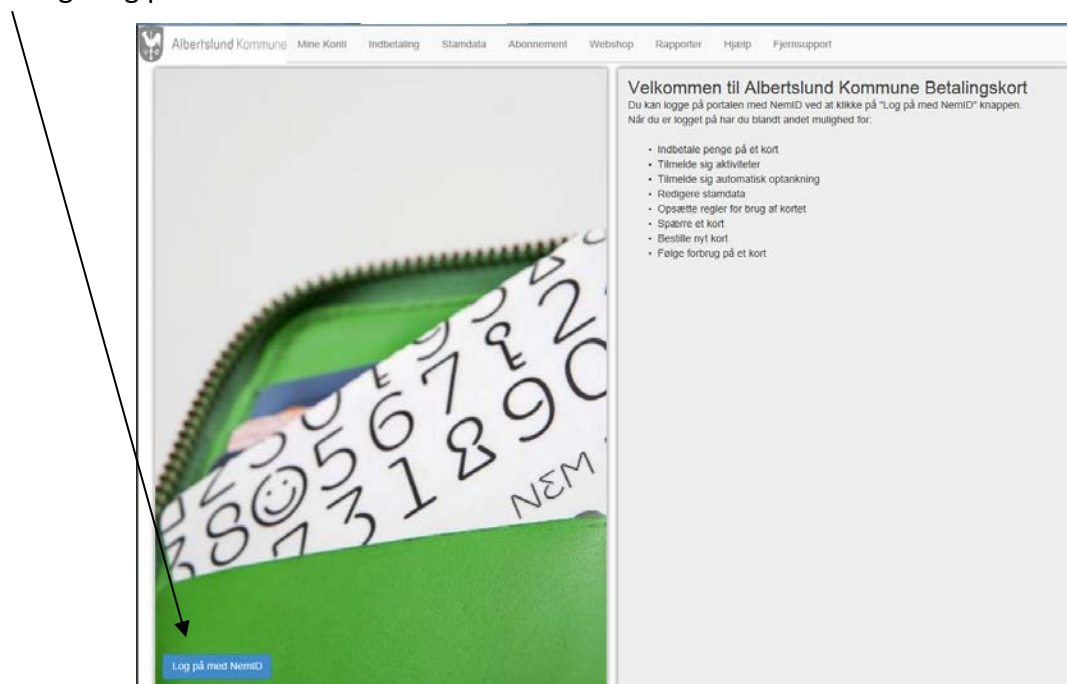 Albertslund Kommune Mine Konti Indbetaling Stamdata Abonnement Webshop Rapporter Hjælp Fjernsupport
Velkommen til Albertslund Kommune Betalingskort
Du kan logge på portalen med NemID ved at klikke på "Log på med NemID" knappen.
Når du er logget på har du blandt andet mulighed for:
• Indbetale penge på et kort
• Tilmelde sig aktiviteter
• Tilmelde sig automatisk optankning
• Redigere stamdata
• Opsætte regler for brug af kortet
• Spærre et kort
• Bestille nyt kort
• Følge forbrug på et kort
567
731890
NEM
Log på med NemID